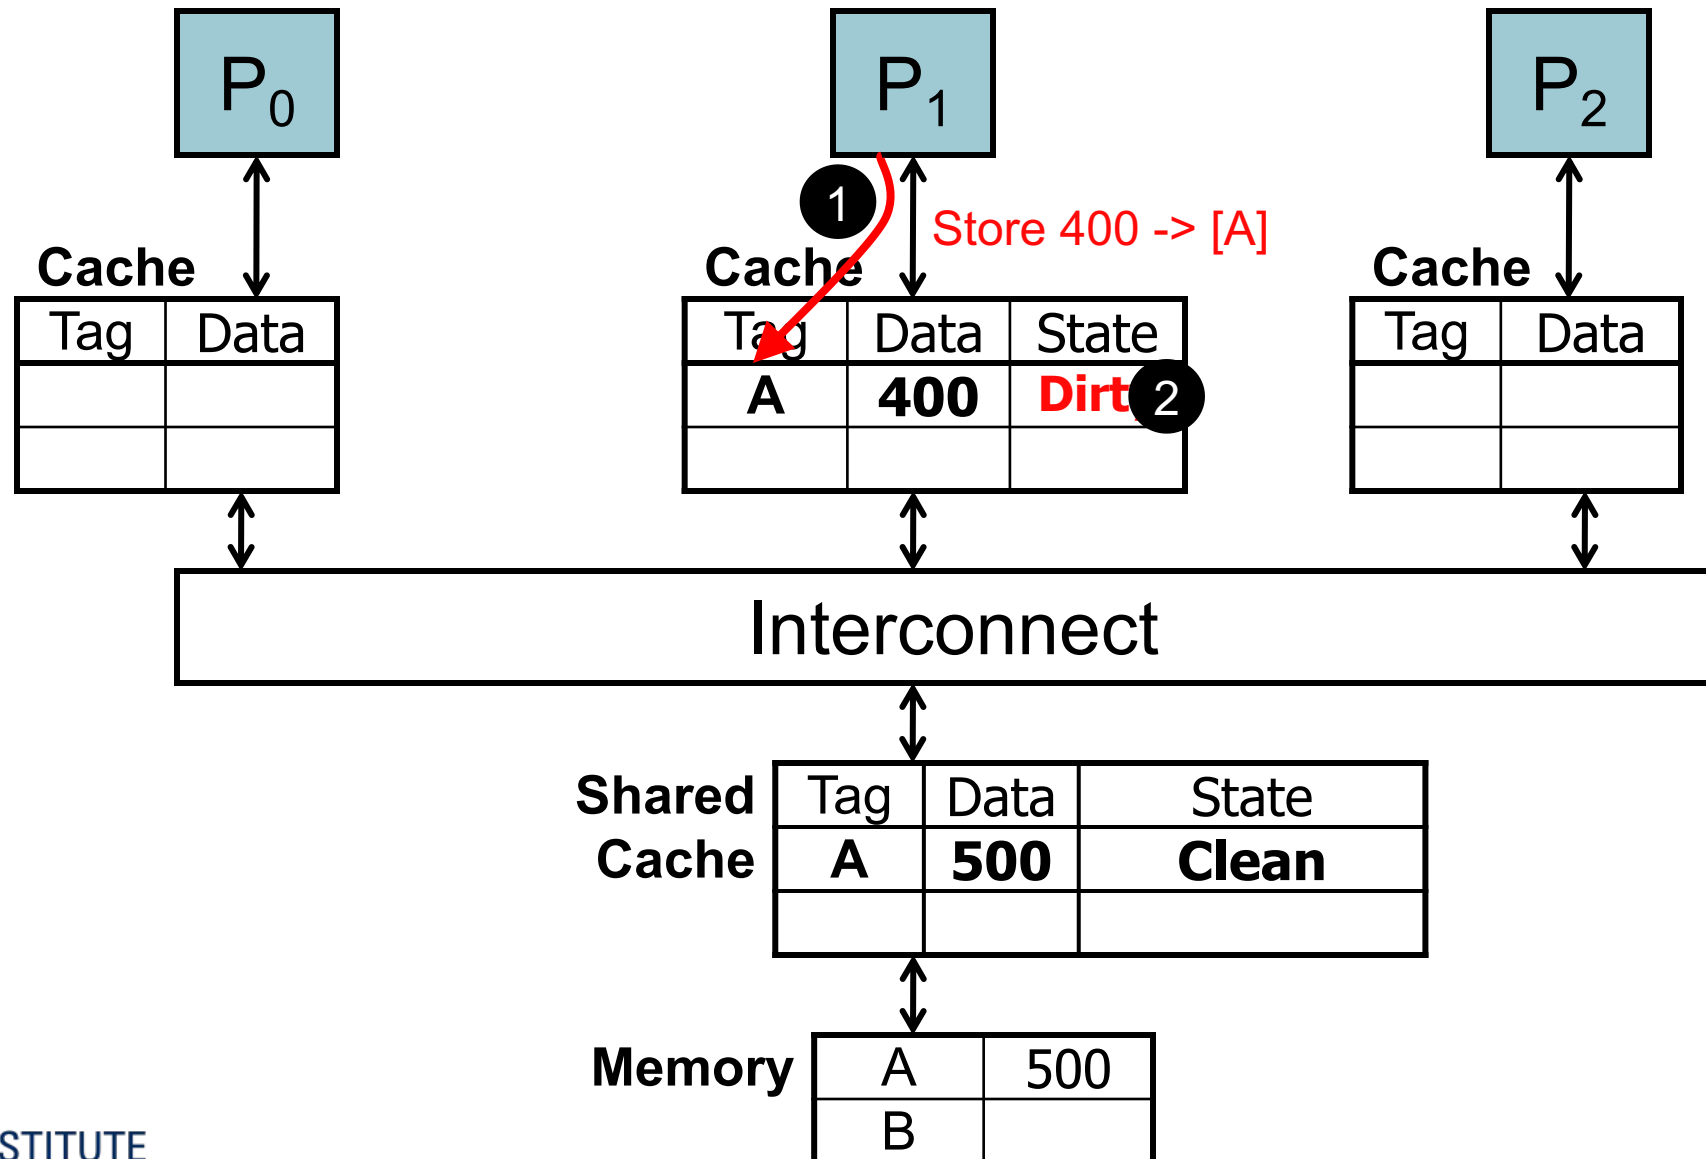 P0 P1 P2
1
Store 400 -> [A]
Cache Cache Cache
Tag Data Tag Data State Tag Data
A 400 Dirt 2
Interconnect
Shared Tag Data State
Cache A 500 Clean
Memory A 500
B
STITUTE